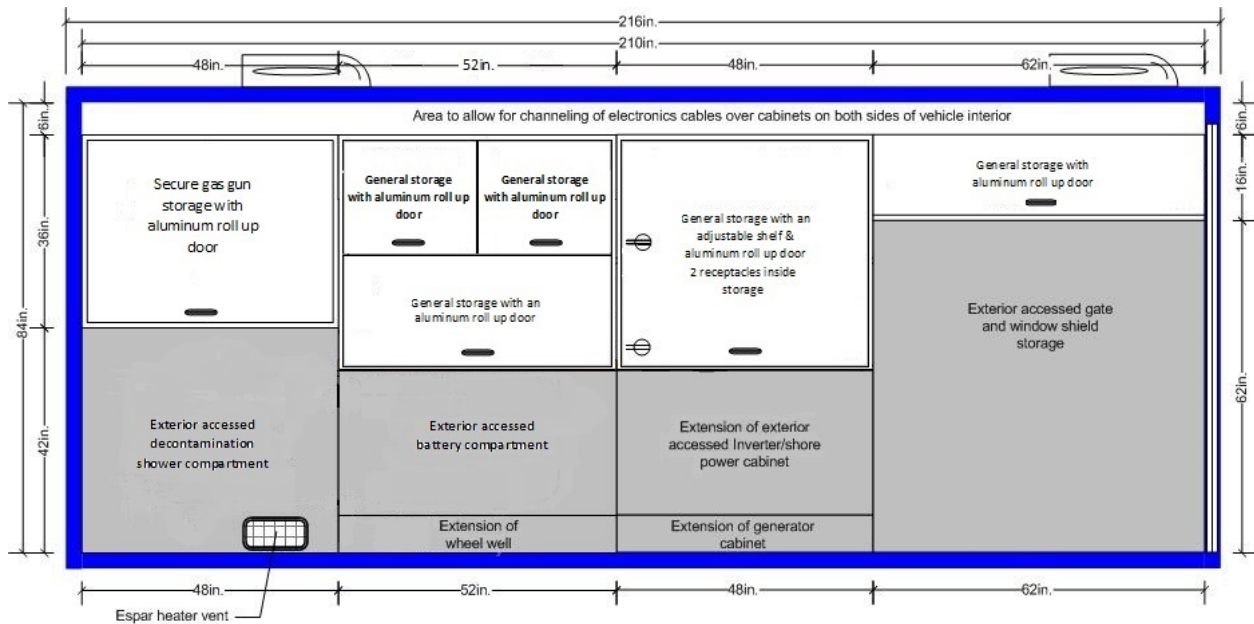 216in.
210in.
48in.
52in.
48in.
62in.
6in.
Area to allow for channeling of electronics cables over cabinets on both sides of vehicle interior
6in.
Secure gas gun
storage with
aluminum roll up
door
General storage
with aluminum roll up
door
General storage
with aluminum roll up
door
General storage with an
aluminum roll up door
General storage with an
adjustable shelf &
aluminum roll up door
2 receptacles inside
storage
General storage with
aluminum roll up door
16in.
36in.
84in.
Exterior accessed gate
and window shield
storage
62in.
42in.
Exterior accessed
decontamination
shower compartment
Exterior accessed
battery compartment
Extension of exterior
accessed Inverter/shore
power cabinet
Extension of
wheel well
Extension of generator
cabinet
48in.
52in.
48in.
62in.
Espar heater vent